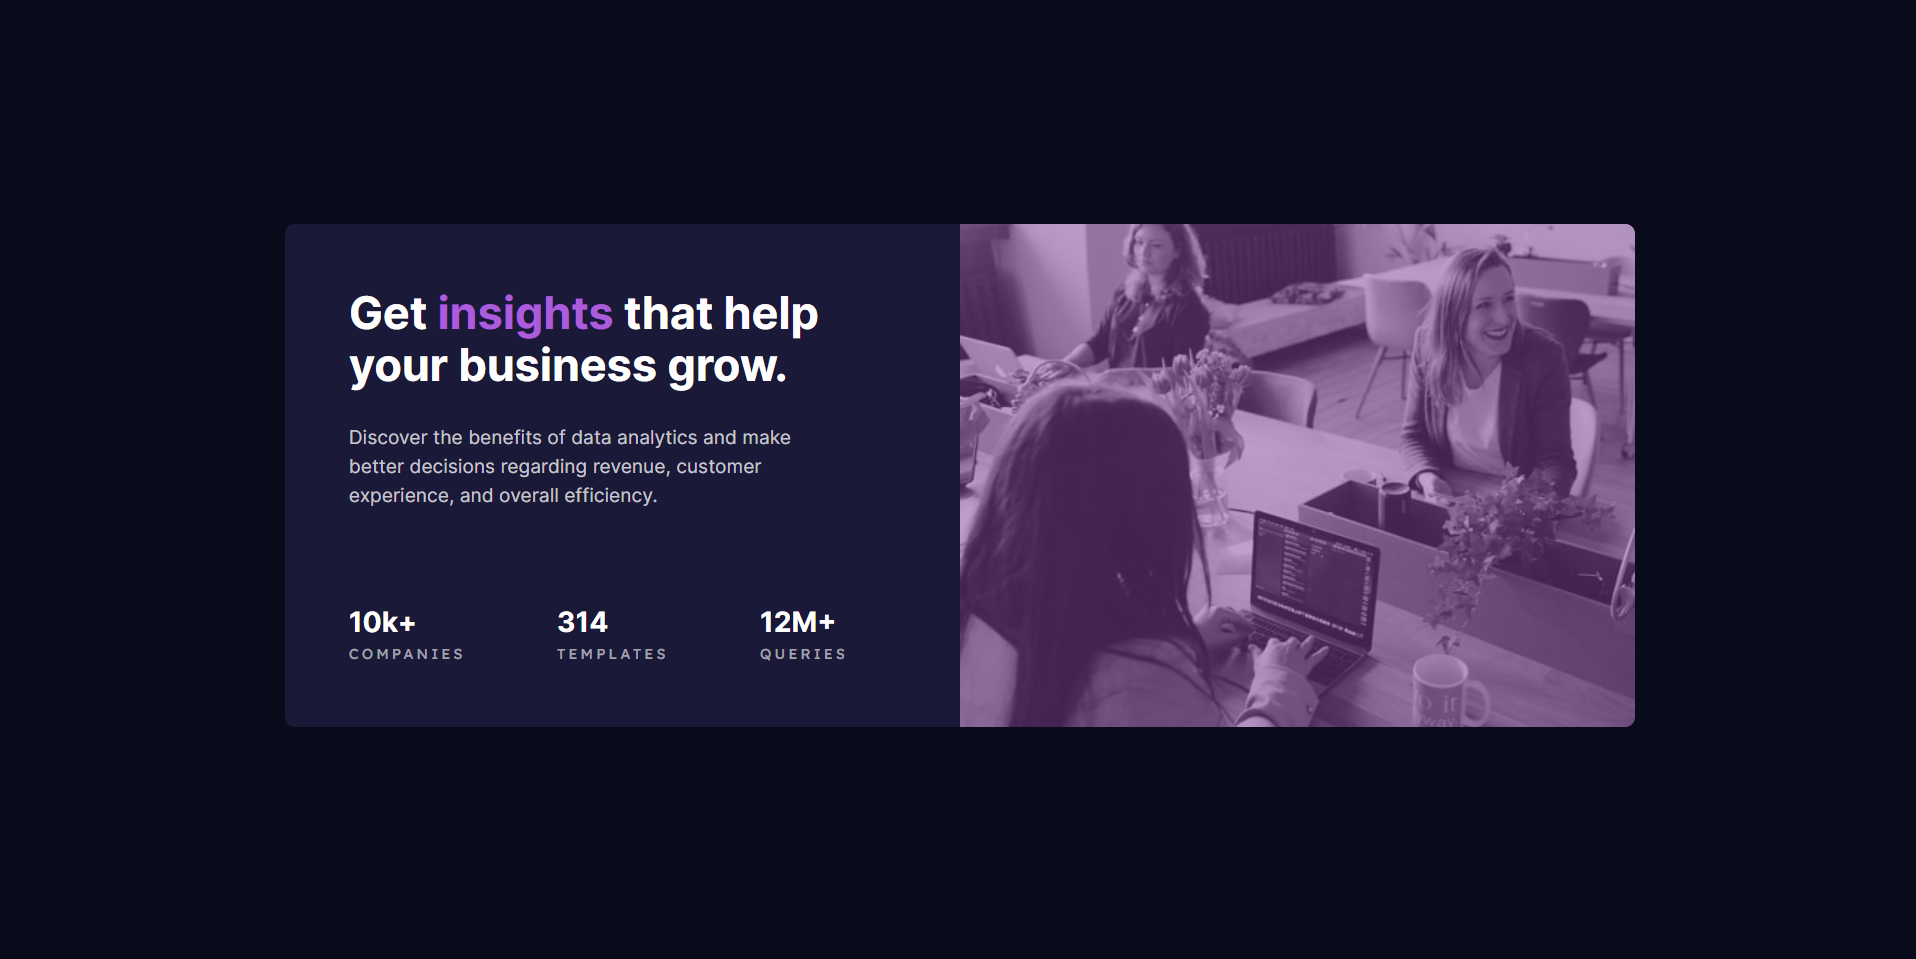 Get insights that help
your business grow.
Discover the benefits of data analytics and make
better decisions regarding revenue, customer
experience, and overall efficiency.
10k+ 314 12M+
COMPANIES TEMPLATES QUERIES